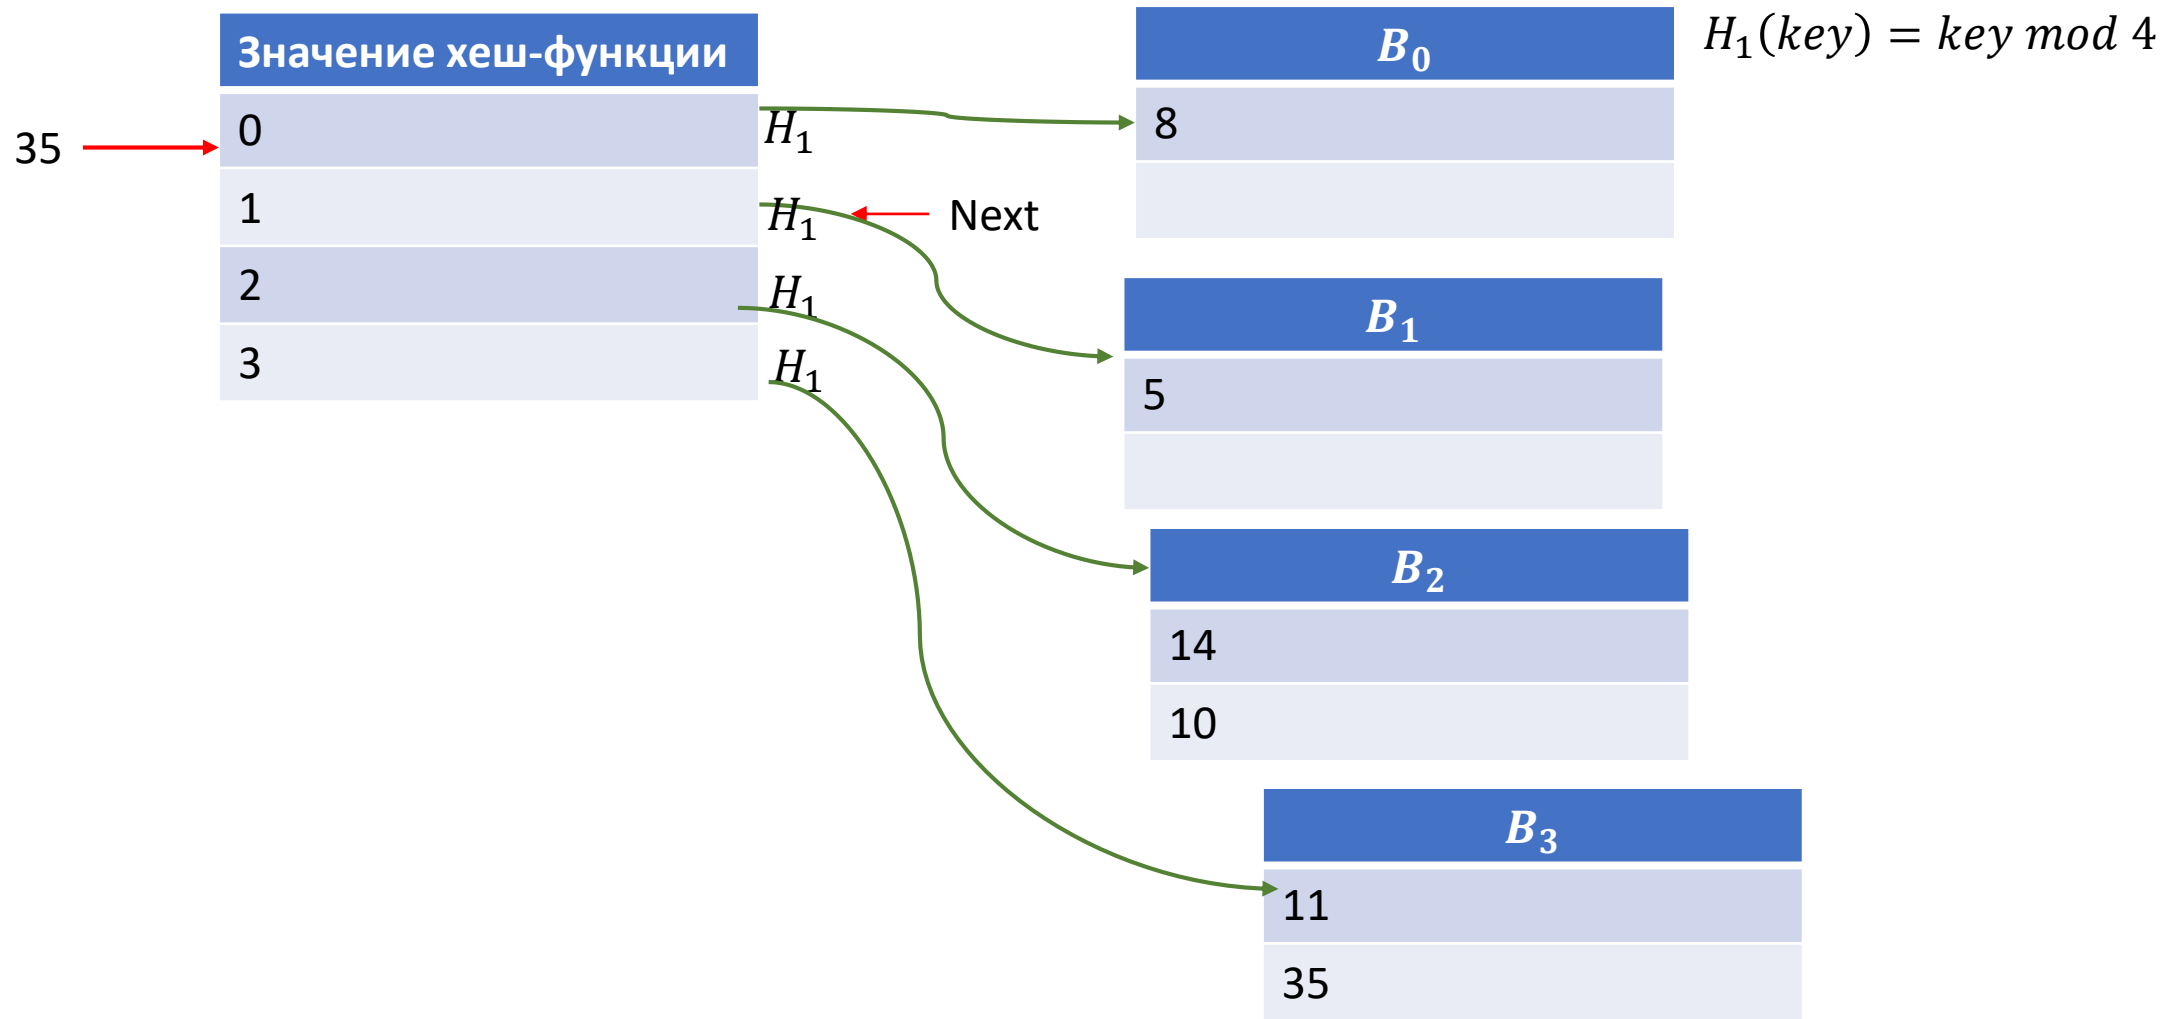 Значение хеш-функции
0
1
2
3
35
H₁
H₁
H₁
H₁
Next
B₀
8
B₁
5
B₂
14
10
B₃
11
35
H₁(key) = key mod 4